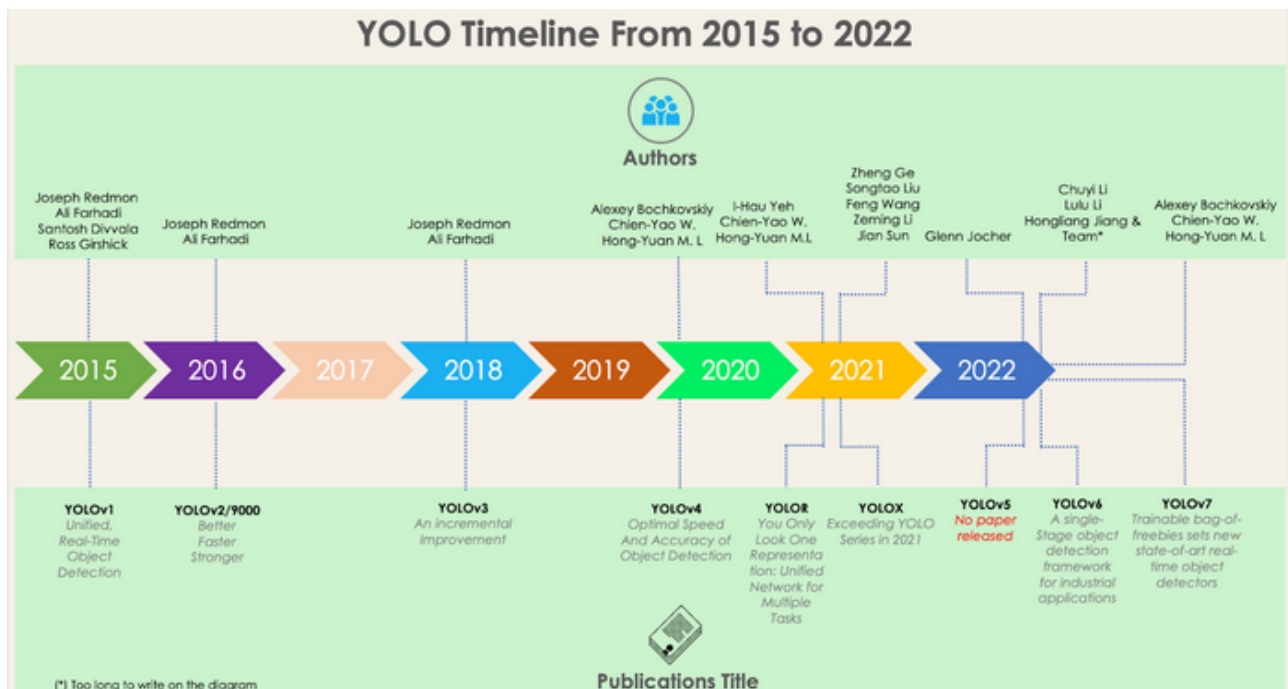 YOLO Timeline From 2015 to 2022
Authors
Joseph Redmon
Ali Farhadi
Santosh Divvala
Ross Girshick
Joseph Redmon
Ali Farhadi
Joseph Redmon
Ali Farhadi
Alexey Bochkovskiy
Chien-Yao W.
Hong-Yuan M. L
I-Hau Yeh
Chien-Yao W.
Hong-Yuan M.L
Zheng Ge
Songtao Liu
Feng Wang
Zeming Li
Jian Sun
Glenn Jocher
Chuyi Li
Lulu Li
Hongliang Jiang &
Team*
Alexey Bochkovskiy
Chien-Yao W.
Hong-Yuan M. L
2015
2016
2017
2018
2019
2020
2021
2022
YOLOv1
Unified,
Real-Time
Object
Detection
YOLOv2/9000
Better
Faster
Stronger
YOLOv3
An incremental
Improvement
YOLOv4
Optimal Speed
And Accuracy of
Object Detection
YOLOR
You Only
Look One
Representa
tion: Unified
Network for
Multiple
Tasks
YOLOX
Exceeding YOLO
Series in 2021
YOLOv5
No paper
released
YOLOv6
A single-
Stage object
detection
framework
for industrial
applications
YOLOv7
Trainable bag-of-
freebies sets new
state-of-art real-
time object
detectors
Publications Title
(*) Too long to write on the diagram